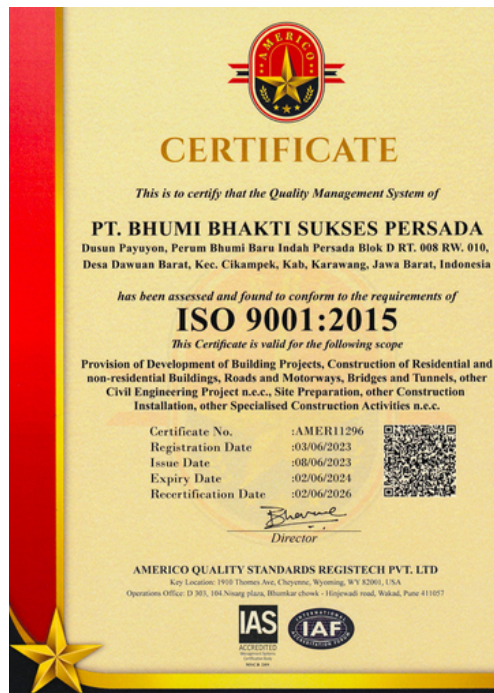 AMERICO
CERTIFICATE
This is to certify that the Quality Management System of
PT. BHUMI BHAKTI SUKSES PERSADA
Dusun Payuyon, Perum Bhumi Baru Indah Persada Blok D RT. 008 RW. 010,
Desa Dawuan Barat, Kec. Cikampek, Kab, Karawang, Jawa Barat, Indonesia
has been assessed and found to conform to the requirements of
ISO 9001:2015
This Certificate is valid for the following scope
Provision of Development of Building Projects, Construction of Residential and
non-residential Buildings, Roads and Motorways, Bridges and Tunnels, other
Civil Engineering Project n.e.c., Site Preparation, other Construction
Installation, other Specialised Construction Activities n.e.c.
Certificate No. :AMER11296
Registration Date :03/06/2023
Issue Date :08/06/2023
Expiry Date :02/06/2024
Recertification Date :02/06/2026
Director
AMERICO QUALITY STANDARDS REGISTECH PVT. LTD
Key Location: 1910 Thomes Ave, Cheyenne, Wyoming, WY 82001, USA
Operations Office: D 303, 104,Nisarg plaza, Bhumkar chowk - Hinjewadi road, Wakad, Pune 411057
IAS
ACCREDITED
Management Systems
Certification Body
INTERNATIONAL
IAF
ACCREDITATION FORUM